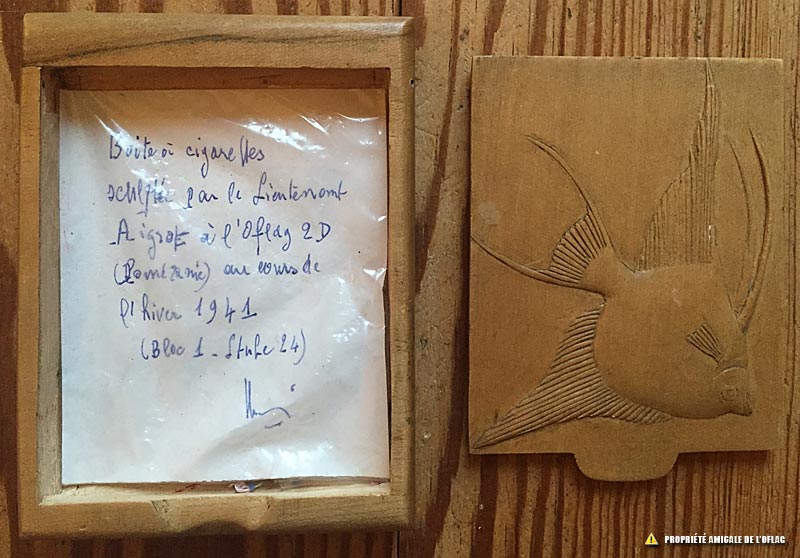 Boite à cigarettes
sculptée par le Lieutenant
Aigrot à l'Oflag 2D
(Poméranie) au cours de
l'hiver 1941
(Bloc 1 - Stube 24)
PROPRIÉTÉ AMICALE DE L'OFLAG